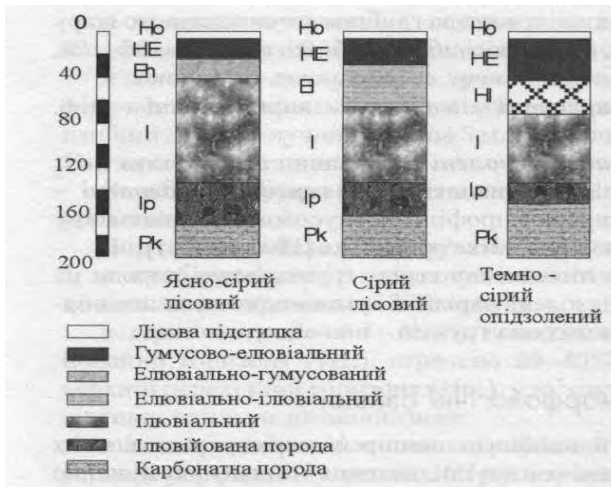 0
40
80
120
160
200
Ho
HE
Eh
I
Ip
Pk
Ho
HE
EI
I
Ip
Pk
Ho
HE
HI
I
Ip
Pk
Ясно-сірий
лісовий
Сірий
лісовий
Темно
сірий
опідзолений
Лісова підстилка
Гумусово-елювіальний
Елювіально-гумусований
Елювіально-ілювіальний
Ілювіальний
Ілювійована порода
Карбонатна порода